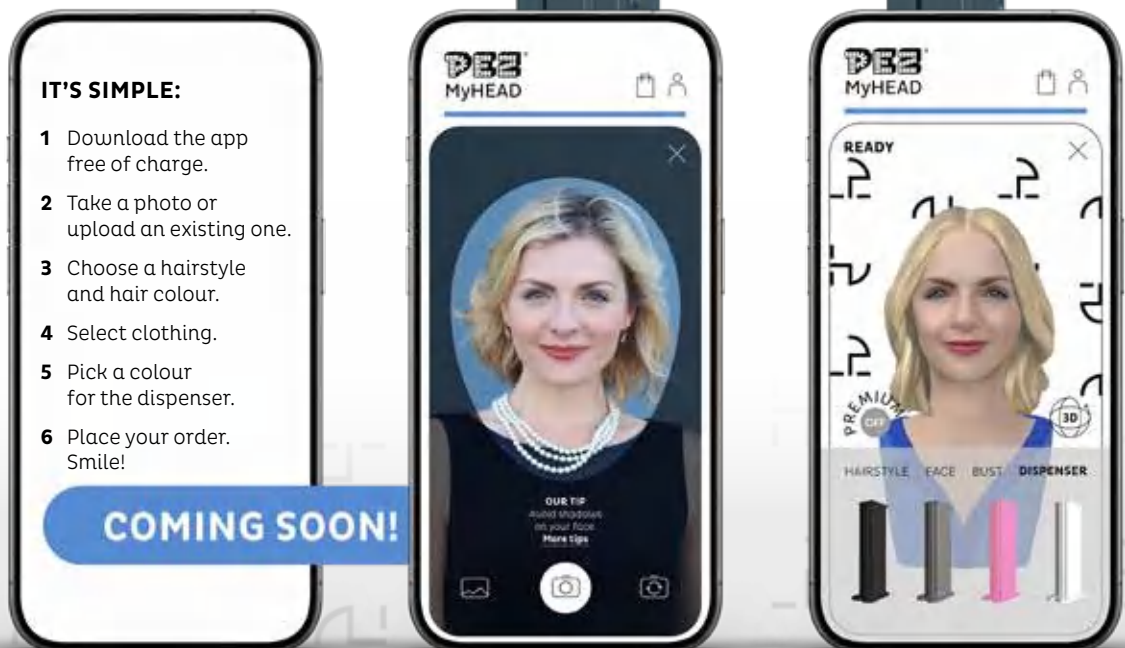 IT'S SIMPLE:
1 Download the app
free of charge.
2 Take a photo or
upload an existing one.
3 Choose a hairstyle
and hair colour.
4 Select clothing.
5 Pick a colour
for the dispenser.
6 Place your order.
Smile!
COMING SOON!
PEZ
MyHEAD
OUR TIP
Avoid shadows
on your face
More tips
PEZ
MyHEAD
READY
PREMIUM
OFF
3D
HAIRSTYLE FACE BUST DISPENSER